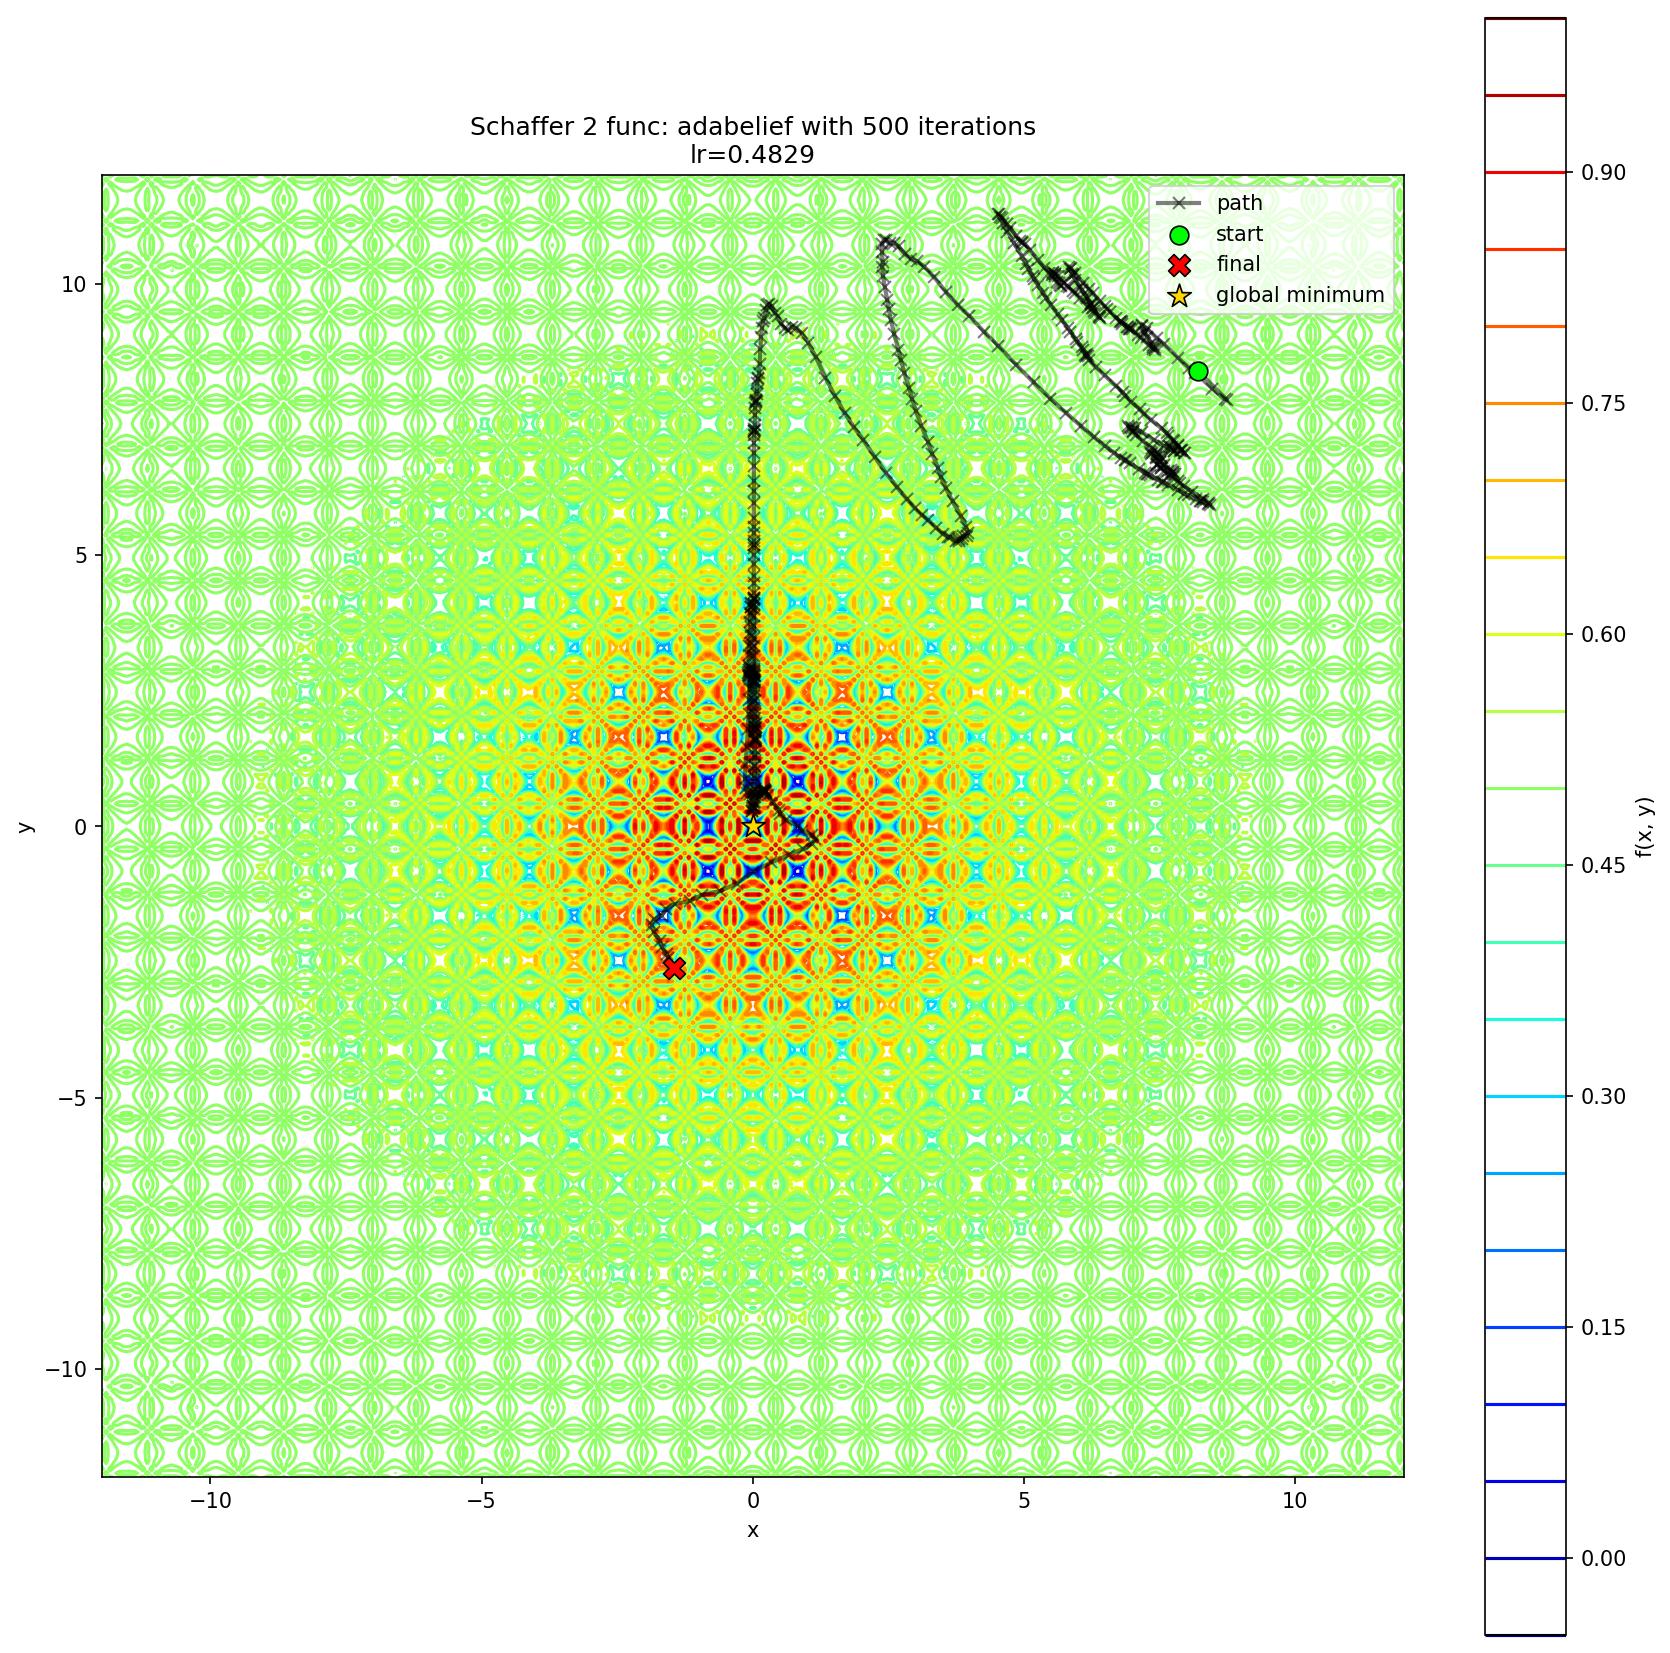 Schaffer 2 func: adabelief with 500 iterations
lr=0.4829
path
start
final
global minimum
10
5
0
−5
−10
y
−10
−5
0
5
10
x
0.90
0.75
0.60
0.45
0.30
0.15
0.00
f(x, y)